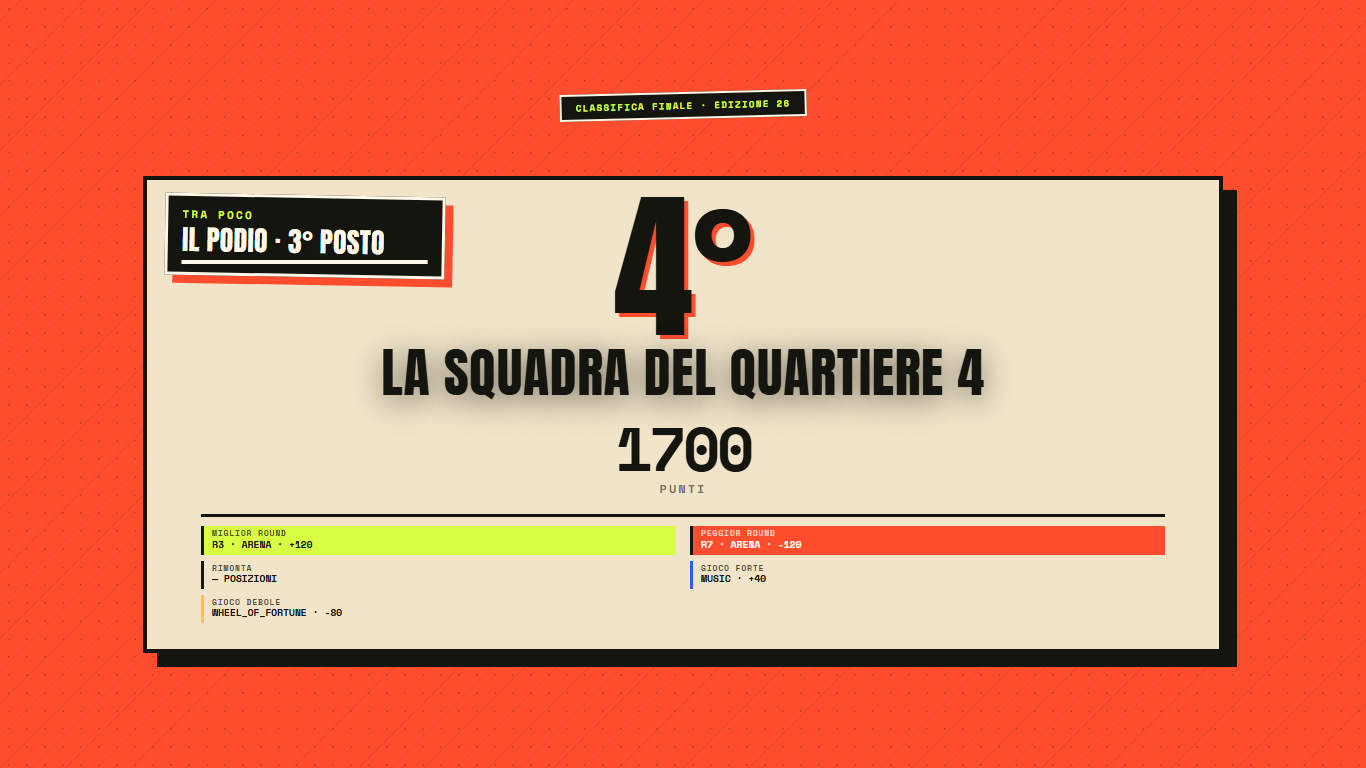 CLASSIFICA FINALE · EDIZIONE 26
TRA POCO
IL PODIO · 3° POSTO
4°
LA SQUADRA DEL QUARTIERE 4
1700
PUNTI
MIGLIOR ROUND
R3 · ARENA · +120
PEGGIOR ROUND
R7 · ARENA · -120
RIMONTA
— POSIZIONI
GIOCO FORTE
MUSIC · +40
GIOCO DEBOLE
WHEEL_OF_FORTUNE · -80